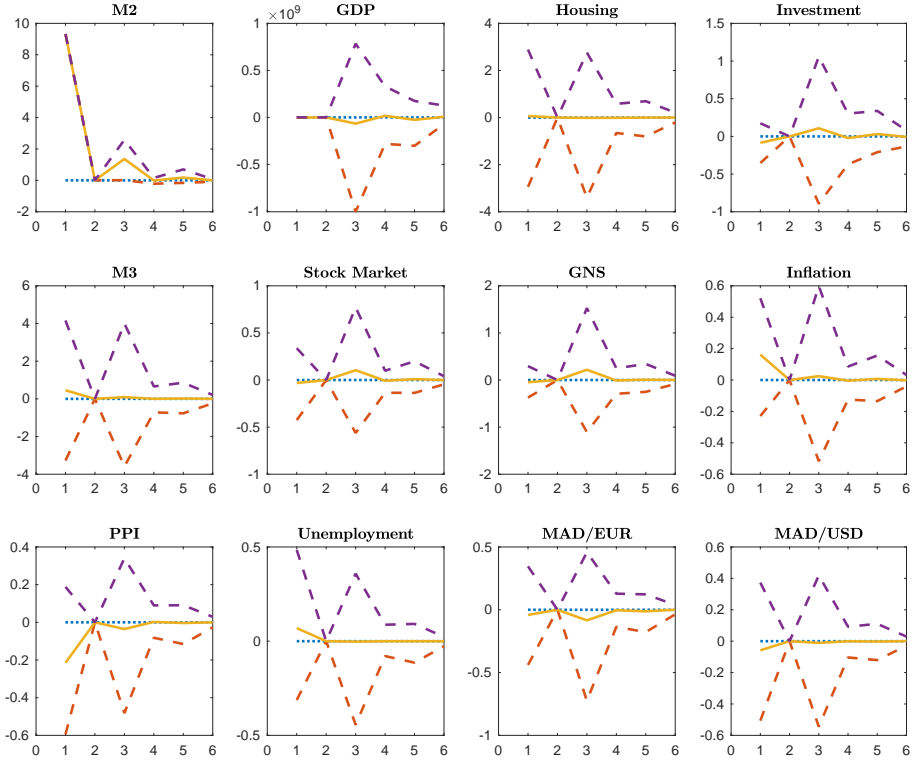 M2 GDP Housing Investment
×10^9
10 1 4 1.5
8 1
6 0.5 2
4 0.5
2 0 0
0
0 -0.5 -2 -0.5
-2 -1 -4 -1
0 1 2 3 4 5 6 0 1 2 3 4 5 6 0 1 2 3 4 5 6 0 1 2 3 4 5 6
M3 Stock Market GNS Inflation
6 1 2 0.6
4 0.4
0.5 1
2 0.2
0 0 0 0
-0.2
-2 -0.5 -1
-0.4
-4 -1 -2 -0.6
0 1 2 3 4 5 6 0 1 2 3 4 5 6 0 1 2 3 4 5 6 0 1 2 3 4 5 6
PPI Unemployment MAD/EUR MAD/USD
0.4 0.5 0.5 0.6
0.2 0.4
0.2
0 0 0
0
-0.2 -0.5
-0.2
-0.4 -0.4
-0.6 -0.5 -1 -0.6
0 1 2 3 4 5 6 0 1 2 3 4 5 6 0 1 2 3 4 5 6 0 1 2 3 4 5 6